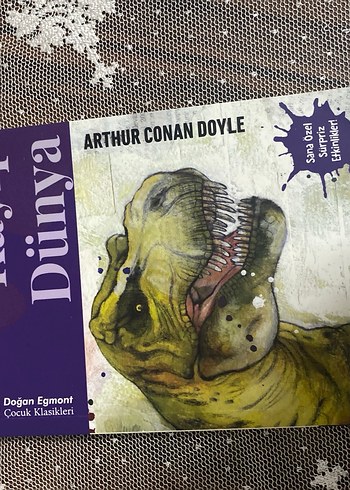 Dünya
ARTHUR CONAN DOYLE
Sana Özel
Sürpriz
Etkinlikler!
Doğan Egmont
Çocuk Klasikleri